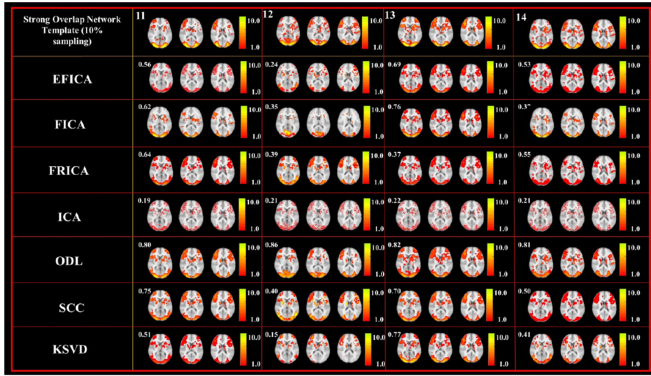 Strong Overlap Network
Template (10%
sampling)
11 10.0 1.0 12 10.0 1.0 13 10.0 1.0 14 10.0 1.0
EFICA 0.56 10.0 1.0 0.24 10.0 1.0 0.69 10.0 1.0 0.53 10.0 1.0
FICA 0.62 10.0 1.0 0.35 10.0 1.0 0.76 10.0 1.0 10.0 1.0
FRICA 0.64 10.0 1.0 0.39 10.0 1.0 0.37 10.0 1.0 0.55 10.0 1.0
ICA 0.19 10.0 1.0 0.21 10.0 1.0 0.22 10.0 1.0 0.21 10.0 1.0
ODL 0.80 10.0 1.0 0.86 10.0 1.0 0.82 10.0 1.0 0.81 10.0 1.0
SCC 0.75 10.0 1.0 0.40 10.0 1.0 0.70 10.0 1.0 0.50 10.0 1.0
KSVD 0.51 10.0 1.0 0.15 10.0 1.0 0.77 10.0 1.0 0.41 10.0 1.0